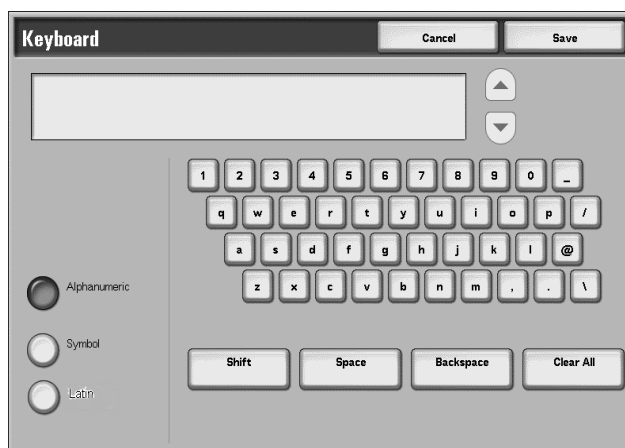 Keyboard Cancel Save
1 2 3 4 5 6 7 8 9 0 _
q w e r t y u i o p /
a s d f g h j k l @
z x c v b n m , . \
Alphanumeric
Symbol
Latin
Shift Space Backspace Clear All